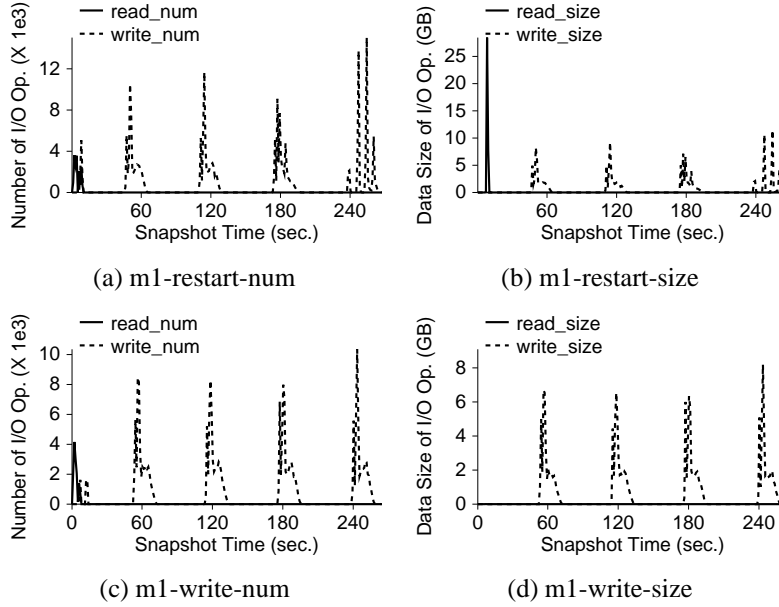 Number of I/O Op. (X 1e3)
read_num
write_num
12
8
4
0
60
120
180
240
Snapshot Time (sec.)
(a) m1-restart-num
Data Size of I/O Op. (GB)
read_size
write_size
25
20
15
10
5
0
60
120
180
240
Snapshot Time (sec.)
(b) m1-restart-size
Number of I/O Op. (X 1e3)
read_num
write_num
10
8
6
4
2
0
0
60
120
180
240
Snapshot Time (sec.)
(c) m1-write-num
Data Size of I/O Op. (GB)
read_size
write_size
8
6
4
2
0
0
60
120
180
240
Snapshot Time (sec.)
(d) m1-write-size